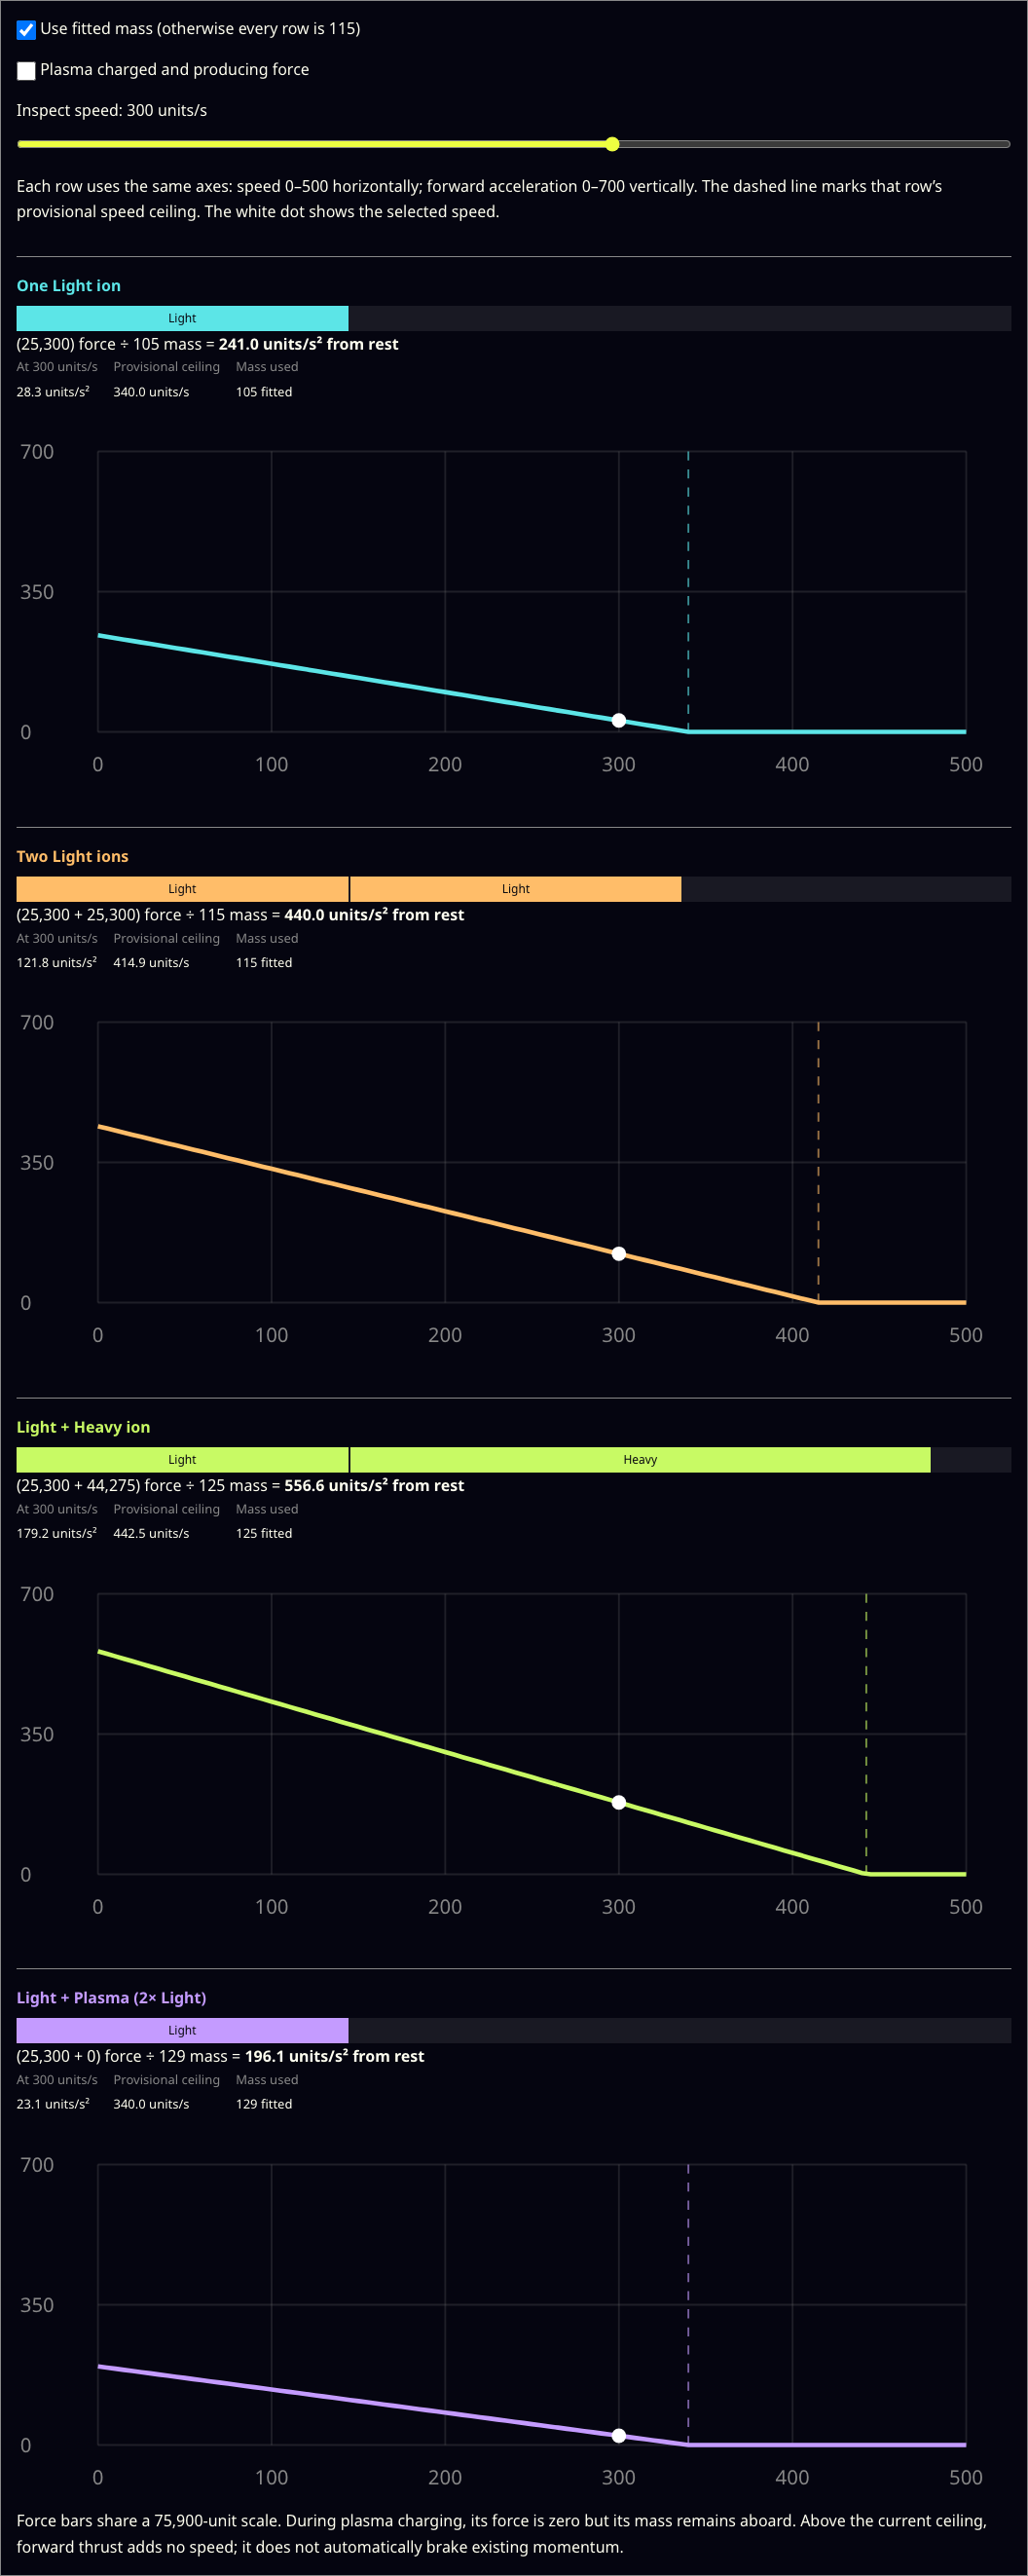 Use fitted mass (otherwise every row is 115)
Plasma charged and producing force
Inspect speed: 300 units/s
Each row uses the same axes: speed 0–500 horizontally; forward acceleration 0–700 vertically. The dashed line marks that row’s
provisional speed ceiling. The white dot shows the selected speed.
One Light ion
Light
(25,300) force ÷ 105 mass = 241.0 units/s² from rest
At 300 units/s Provisional ceiling Mass used
28.3 units/s² 340.0 units/s 105 fitted
700
350
0
0 100 200 300 400 500
Two Light ions
Light Light
(25,300 + 25,300) force ÷ 115 mass = 440.0 units/s² from rest
At 300 units/s Provisional ceiling Mass used
121.8 units/s² 414.9 units/s 115 fitted
700
350
0
0 100 200 300 400 500
Light + Heavy ion
Light Heavy
(25,300 + 44,275) force ÷ 125 mass = 556.6 units/s² from rest
At 300 units/s Provisional ceiling Mass used
179.2 units/s² 442.5 units/s 125 fitted
700
350
0
0 100 200 300 400 500
Light + Plasma (2× Light)
Light
(25,300 + 0) force ÷ 129 mass = 196.1 units/s² from rest
At 300 units/s Provisional ceiling Mass used
23.1 units/s² 340.0 units/s 129 fitted
700
350
0
0 100 200 300 400 500
Force bars share a 75,900-unit scale. During plasma charging, its force is zero but its mass remains aboard. Above the current ceiling,
forward thrust adds no speed; it does not automatically brake existing momentum.